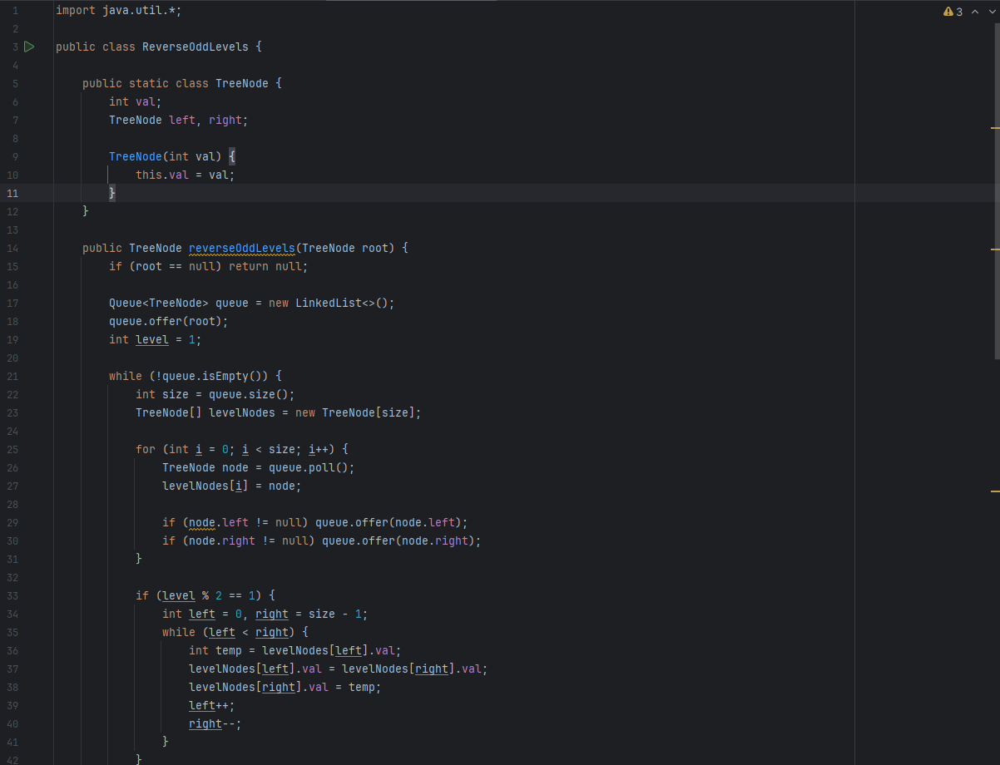 1 import java.util.*;
2
3 public class ReverseOddLevels {
4
5 public static class TreeNode {
6 int val;
7 TreeNode left, right;
8
9 TreeNode(int val) {
10 this.val = val;
11 }
12 }
13
14 public TreeNode reverseOddLevels(TreeNode root) {
15 if (root == null) return null;
16
17 Queue<TreeNode> queue = new LinkedList<>();
18 queue.offer(root);
19 int level = 1;
20
21 while (!queue.isEmpty()) {
22 int size = queue.size();
23 TreeNode[] levelNodes = new TreeNode[size];
24
25 for (int i = 0; i < size; i++) {
26 TreeNode node = queue.poll();
27 levelNodes[i] = node;
28
29 if (node.left != null) queue.offer(node.left);
30 if (node.right != null) queue.offer(node.right);
31 }
32
33 if (level % 2 == 1) {
34 int left = 0, right = size - 1;
35 while (left < right) {
36 int temp = levelNodes[left].val;
37 levelNodes[left].val = levelNodes[right].val;
38 levelNodes[right].val = temp;
39 left++;
40 right--;
41 }
42 }
3